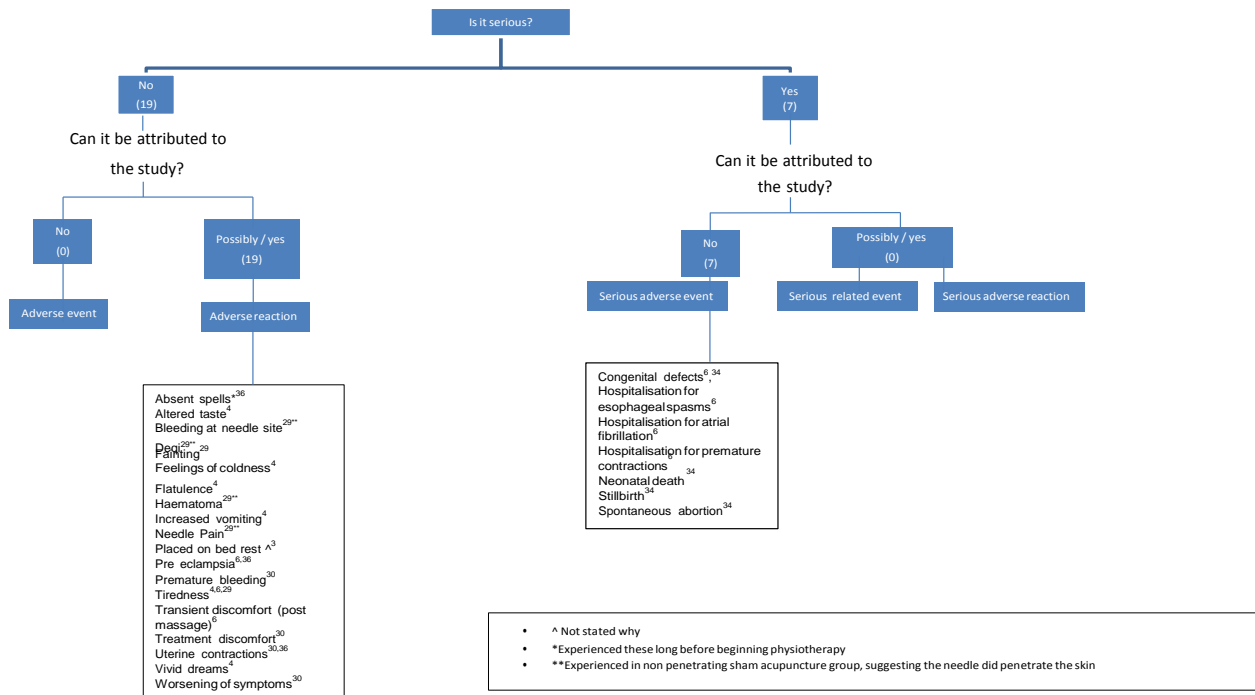 Is it serious?
No
(19)
Yes
(7)
Can it be attributed to
the study?
Can it be attributed to
the study?
No
(0)
Possibly / yes
(19)
No
(7)
Possibly / yes
(0)
Adverse event
Adverse reaction
Serious adverse event
Serious related event
Serious adverse reaction
Absent spells*36
Altered taste4
Bleeding at needle site29**
Deqi29**
Fainting29
Feelings of coldness4
Flatulence4
Haematoma29**
Increased vomiting4
Needle Pain29**
Placed on bed rest ^3
Pre eclampsia6,36
Premature bleeding30
Tiredness4,6,29
Transient discomfort (post
massage)6
Treatment discomfort30
Uterine contractions30,36
Vivid dreams4
Worsening of symptoms30
Congenital defects6,34
Hospitalisation for
esophageal spasms6
Hospitalisation for atrial
fibrillation6
Hospitalisation for premature
contractions6
Neonatal death34
Stillbirth34
Spontaneous abortion34
• ^ Not stated why
• *Experienced these long before beginning physiotherapy
• **Experienced in non penetrating sham acupuncture group, suggesting the needle did penetrate the skin